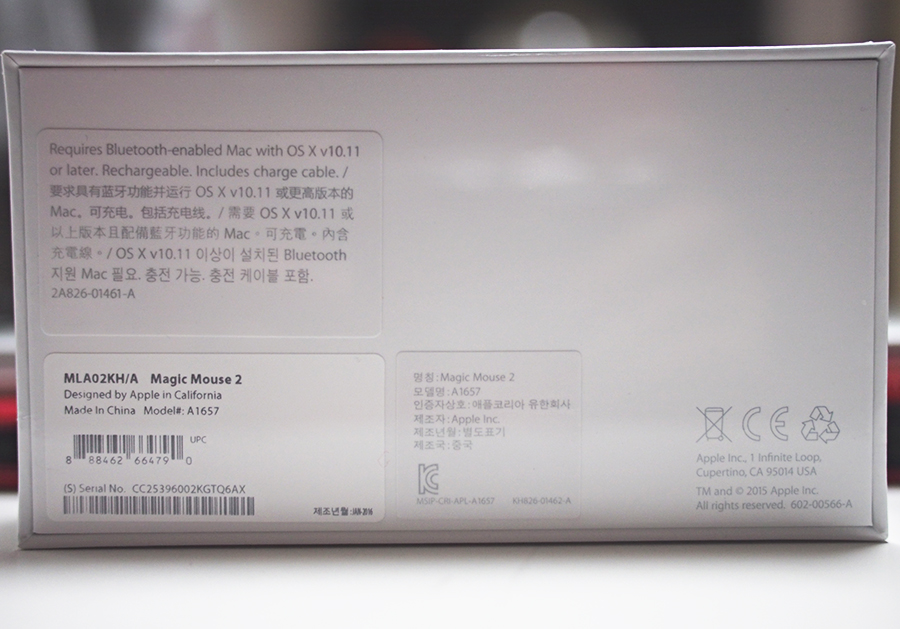 Requires Bluetooth-enabled Mac with OS X v10.11
or later. Rechargeable. Includes charge cable. /
要求具有蓝牙功能并运行 OS X v10.11 或更高版本的
Mac。可充电。包括充电线。/ 需要 OS X v10.11 或
以上版本且配備藍牙功能的 Mac。可充電。內含
充電線。/ OS X v10.11 이상이 설치된 Bluetooth
지원 Mac 필요. 충전 가능. 충전 케이블 포함.
2A826-01461-A
MLA02KH/A Magic Mouse 2
Designed by Apple in California
Made In China Model#: A1657
UPC
8 88462 66479 0
(S) Serial No. CC25396002KGTQ6AX
제조년월:JAN-2016
명칭:Magic Mouse 2
모델명:A1657
인증자상호:애플코리아 유한회사
제조자:Apple Inc.
제조년월:별도표기
제조국:중국
MSIP-CRI-APL-A1657 KH826-01462-A
CE
Apple Inc., 1 Infinite Loop,
Cupertino, CA 95014 USA
TM and © 2015 Apple Inc.
All rights reserved. 602-00566-A